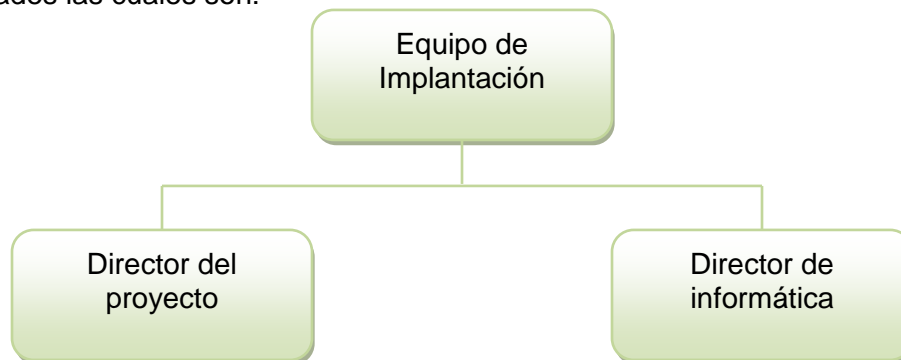 las cuales son:
Equipo de
Implantación
Director del
proyecto
Director de
informática